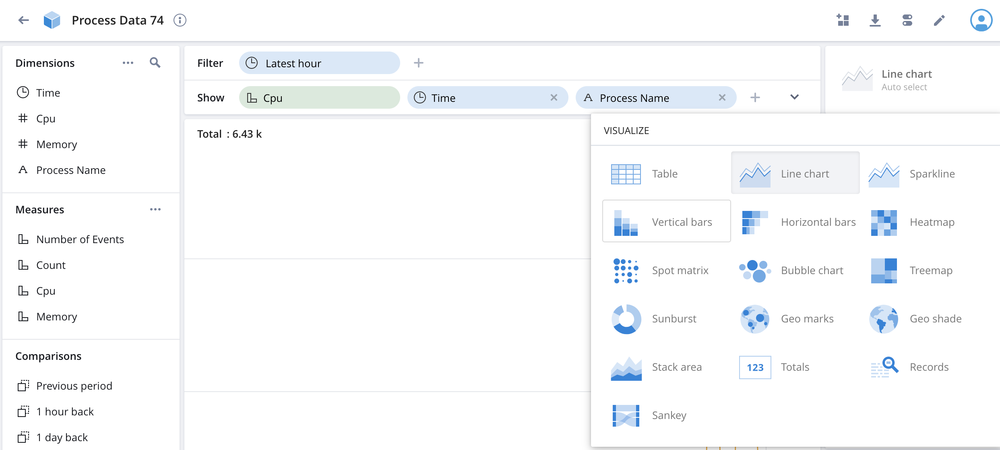 Process Data 74
Dimensions
Time
Cpu
Memory
Process Name
Measures
Number of Events
Count
Cpu
Memory
Comparisons
Previous period
1 hour back
1 day back
Filter
Latest hour
Show
Cpu
Time
Process Name
Total : 6.43 k
Line chart
Auto select
VISUALIZE
Table
Line chart
Sparkline
Vertical bars
Horizontal bars
Heatmap
Spot matrix
Bubble chart
Treemap
Sunburst
Geo marks
Geo shade
Stack area
123
Totals
Records
Sankey